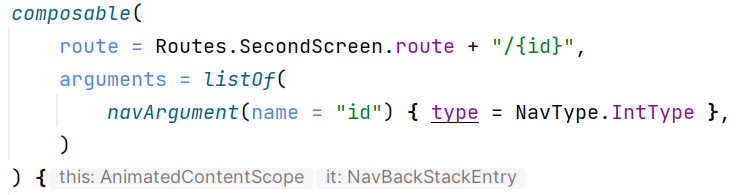 composable(
    route = Routes.SecondScreen.route + "/{id}",
    arguments = listOf(
        navArgument(name = "id") { type = NavType.IntType },
    )
) { this: AnimatedContentScope it: NavBackStackEntry